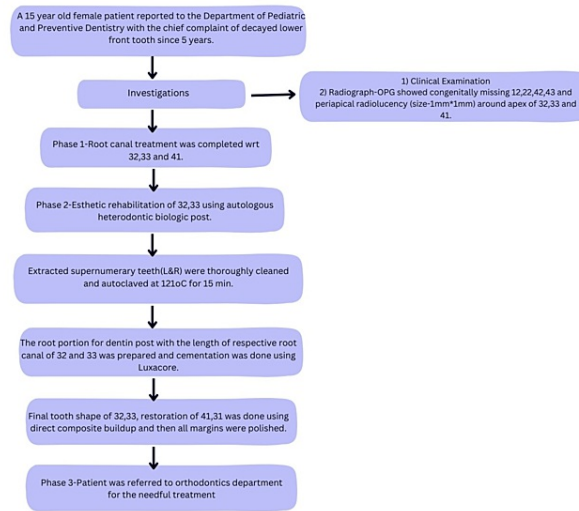 A 15 year old female patient reported to the Department of Pediatric
and Preventive Dentistry with the chief complaint of decayed lower
front tooth since 5 years.
Investigations
1) Clinical Examination
2) Radiograph-OPG showed congenitally missing 12,22,42,43 and
periapical radiolucency (size-1mm*1mm) around apex of 32,33 and
41.
Phase 1-Root canal treatment was completed wrt
32,33 and 41.
Phase 2-Esthetic rehabilitation of 32,33 using autologous
heterodontic biologic post.
Extracted supernumerary teeth(L&R) were thoroughly cleaned
and autoclaved at 121oC for 15 min.
The root portion for dentin post with the length of respective root
canal of 32 and 33 was prepared and cementation was done using
Luxacore.
Final tooth shape of 32,33, restoration of 41,31 was done using
direct composite buildup and then all margins were polished.
Phase 3-Patient was referred to orthodontics department
for the needful treatment